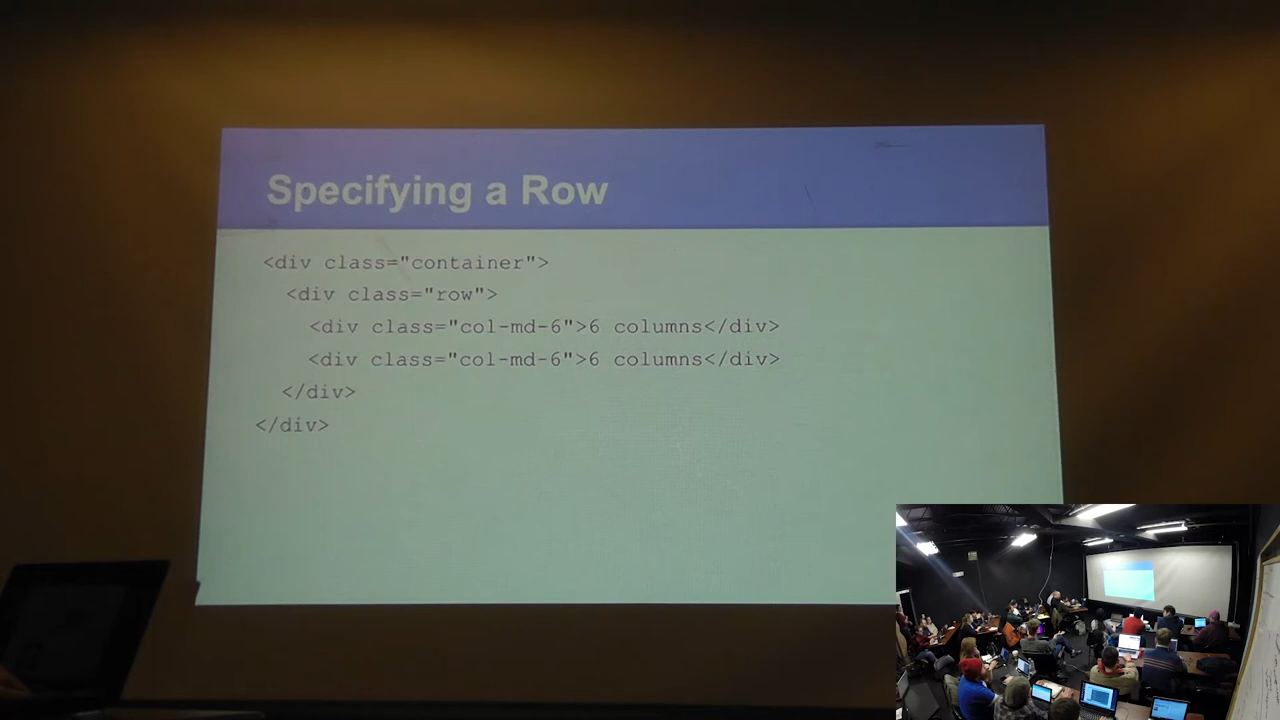 Specifying a Row
<div class="container">
<div class="row">
<div class="col-md-6">6 columns</div>
<div class="col-md-6">6 columns</div>
</div>
</div>